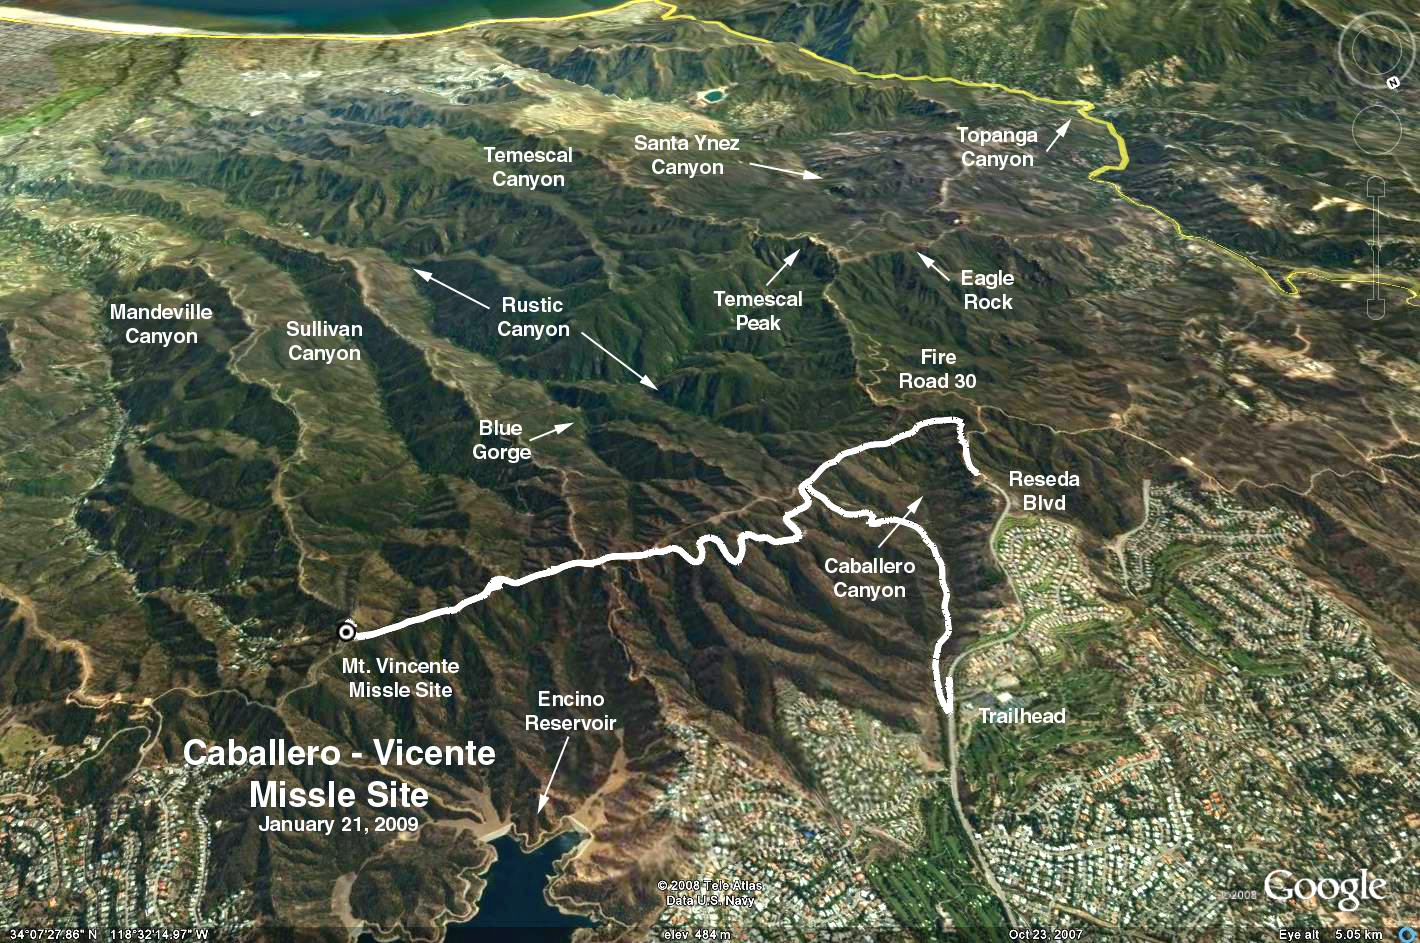 Santa Ynez
Canyon
Topanga
Canyon
Temescal
Canyon
Mandeville
Canyon
Sullivan
Canyon
Rustic
Canyon
Temescal
Peak
Eagle
Rock
Fire
Road 30
Blue
Gorge
Reseda
Blvd
Caballero
Canyon
Mt. Vincente
Missle Site
Encino
Reservoir
Trailhead
Caballero - Vicente
Missle Site
January 21, 2009
© 2008 Tele Atlas
Data U.S. Navy
©2008 Google
34°07'27.86" N 118°32'14.97" W
elev 484 m
Oct 23, 2007
Eye alt 5.05 km
N